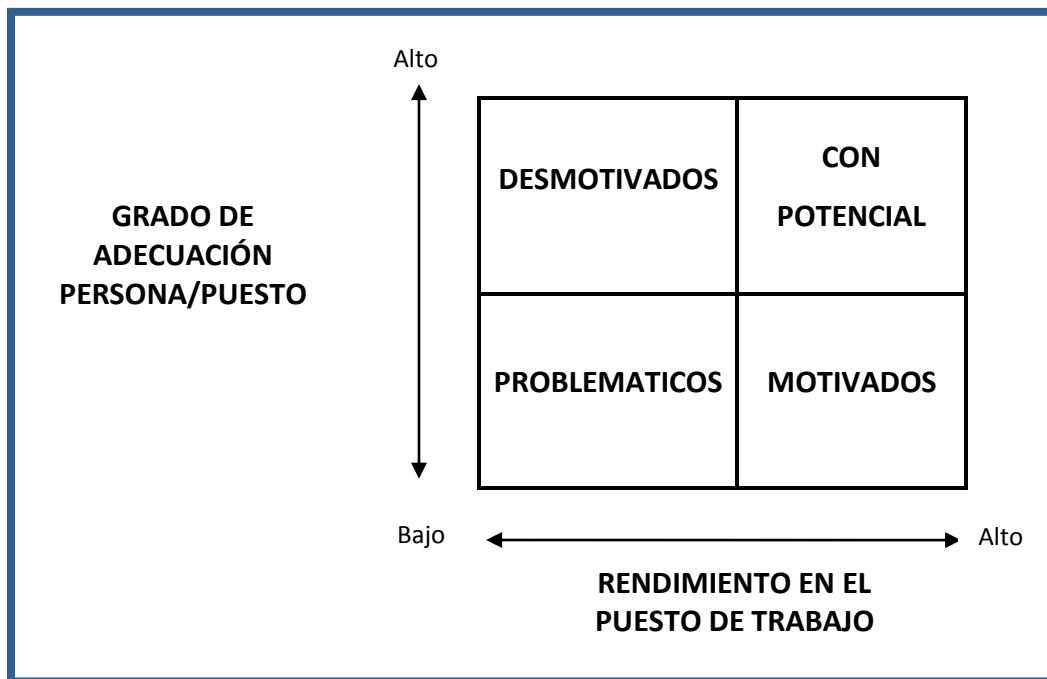 Alto
GRADO DE
ADECUACIÓN
PERSONA/PUESTO
DESMOTIVADOS
CON
POTENCIAL
PROBLEMATICOS
MOTIVADOS
Bajo
Alto
RENDIMIENTO EN EL
PUESTO DE TRABAJO